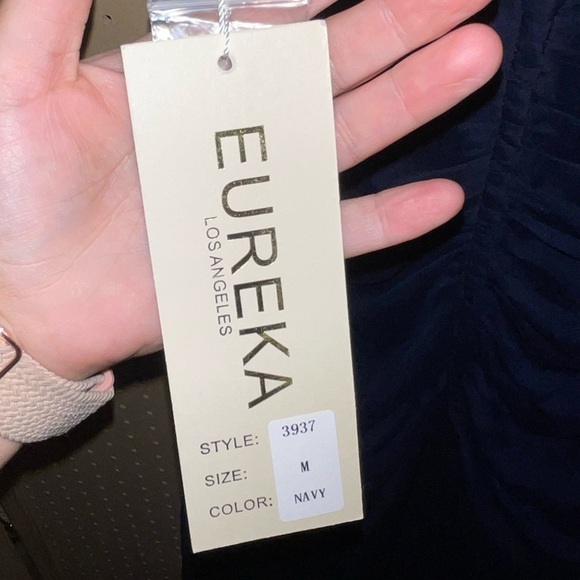 EUREKA
LOS ANGELES
STYLE: 3937
SIZE: M
COLOR: NAVY